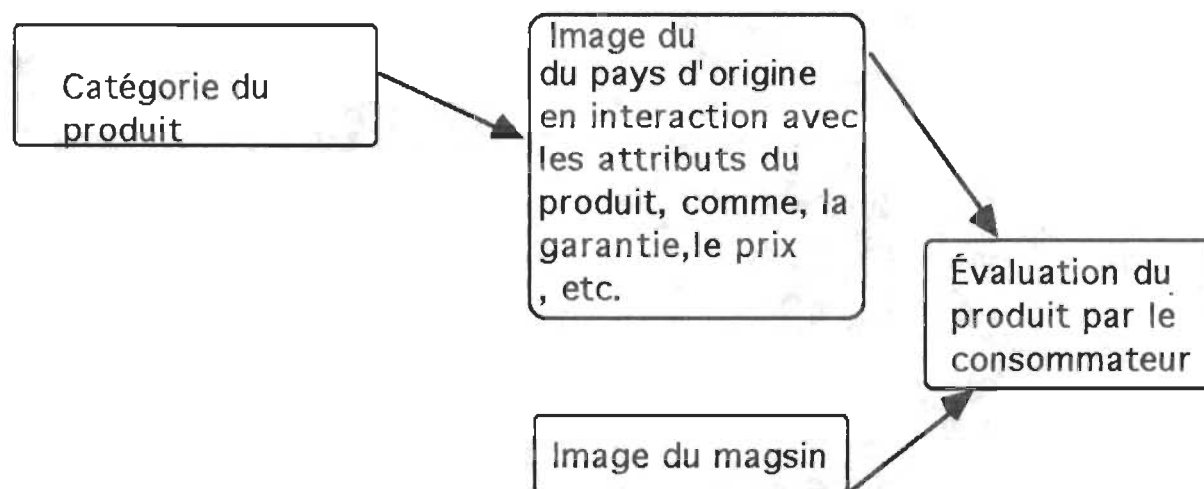 Catégorie du
produit
Image du
du pays d'origine
en interaction avec
les attributs du
produit, comme, la
garantie,le prix
, etc.
Évaluation du
produit par le
consommateur
Image du magsin